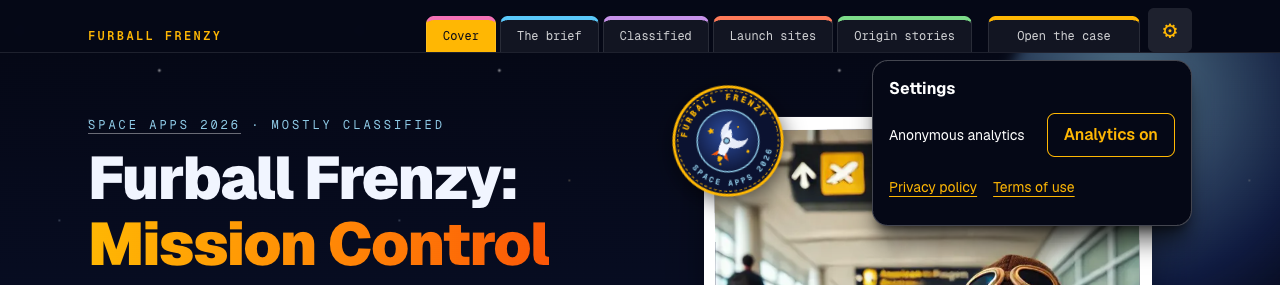 FURBALL FRENZY
Cover
The brief
Classified
Launch sites
Origin stories
Open the case
Settings
Anonymous analytics
Analytics on
Privacy policy
Terms of use
SPACE APPS 2026 · MOSTLY CLASSIFIED
Furball Frenzy:
Mission Control
FURBALL FRENZY
SPACE APPS 2026